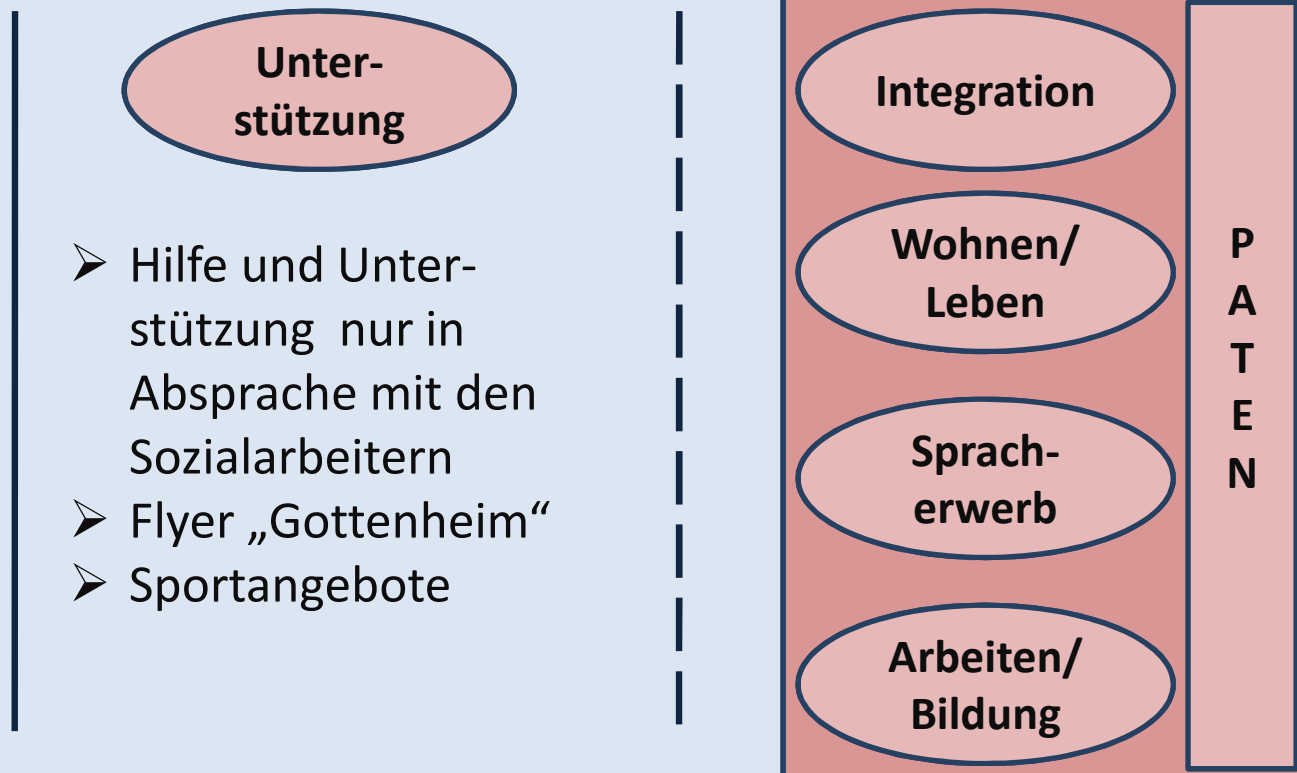 Unter-
stützung
Hilfe und Unter-
stützung nur in
Absprache mit den
Sozialarbeitern
Flyer „Gottenheim“
Sportangebote
Integration
Wohnen/
Leben
Sprach-
erwerb
Arbeiten/
Bildung
P
A
T
E
N